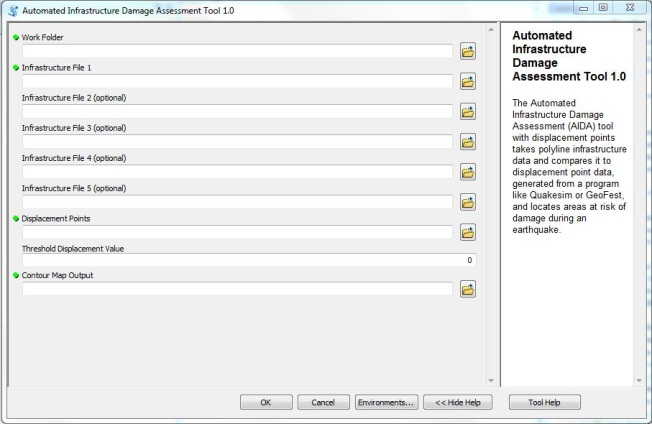 Automated Infrastructure Damage Assessment Tool 1.0
Work Folder
Infrastructure File 1
Infrastructure File 2 (optional)
Infrastructure File 3 (optional)
Infrastructure File 4 (optional)
Infrastructure File 5 (optional)
Displacement Points
Threshold Displacement Value
0
Contour Map Output
OK
Cancel
Environments...
<< Hide Help
Automated
Infrastructure
Damage
Assessment Tool 1.0
The Automated
Infrastructure Damage
Assessment (AIDA) tool
with displacement points
takes polyline infrastructure
data and compares it to
displacement point data,
generated from a program
like Quakesim or GeoFest,
and locates areas at risk of
damage during an
earthquake.
Tool Help